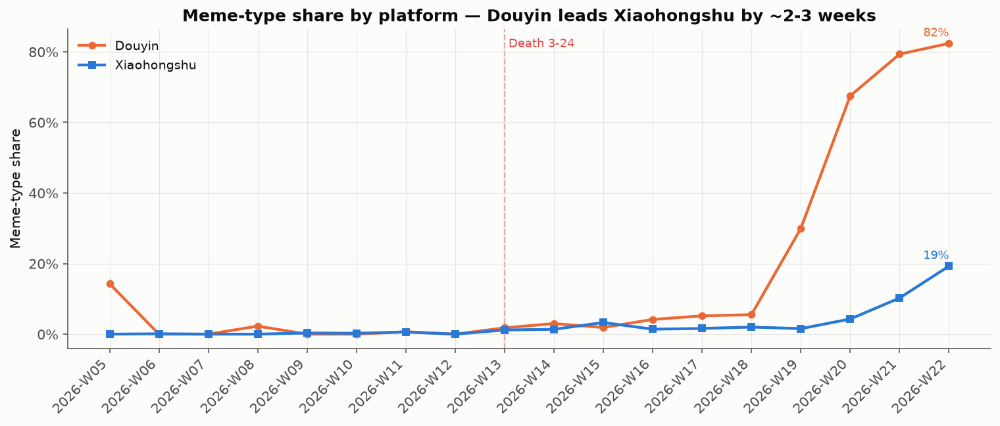 Meme-type share by platform — Douyin leads Xiaohongshu by ~2-3 weeks
Douyin
Xiaohongshu
Death 3-24
82%
19%
Meme-type share
80%
60%
40%
20%
0%
2026-W05
2026-W06
2026-W07
2026-W08
2026-W09
2026-W10
2026-W11
2026-W12
2026-W13
2026-W14
2026-W15
2026-W16
2026-W17
2026-W18
2026-W19
2026-W20
2026-W21
2026-W22